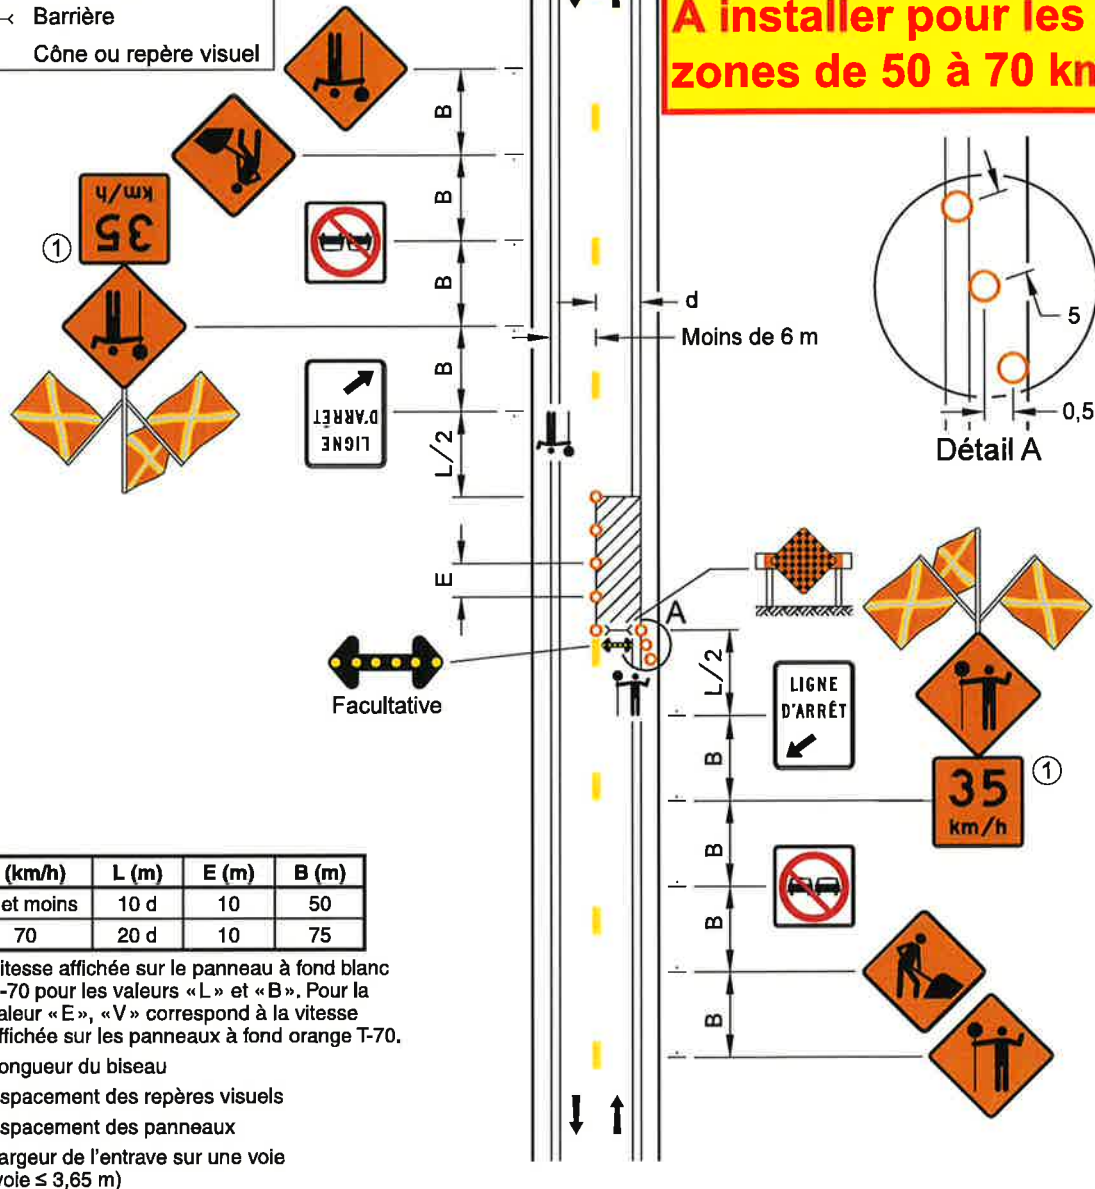 Barrière
Cône ou repère visuel
À installer pour les
zones de 50 à 70 km
B
B
35
km/h
1
B
B
d
Moins de 6 m
5
0,5
Détail A
LIGNE
D'ARRÊT
L/2
E
A
Facultative
L/2
LIGNE
D'ARRÊT
B
35
km/h
1
B
B
B
(km/h) L (m) E (m) B (m)
et moins 10 d 10 50
70 20 d 10 75
itesse affichée sur le panneau à fond blanc
-70 pour les valeurs «L» et «B». Pour la
aleur «E», «V» correspond à la vitesse
ffichée sur les panneaux à fond orange T-70.
ongueur du biseau
spacement des repères visuels
spacement des panneaux
argeur de l'entrave sur une voie
voie ≤ 3,65 m)